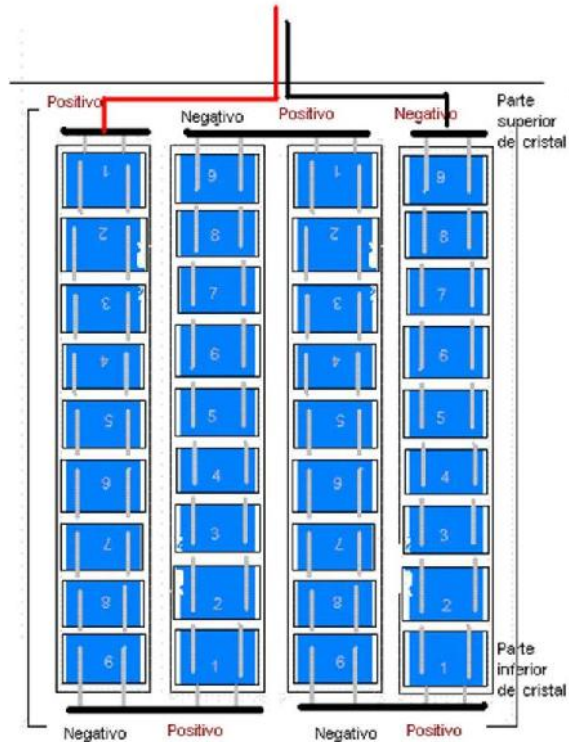 Positivo
Negativo
Positivo
Negativo
Parte
superior
de cristal
1 9 1 9
2 8 2 8
3 7 3 7
4 6 4 6
5 5 5 5
6 4 6 4
7 3 7 3
8 2 8 2
9 1 9 1
Parte
inferior
de cristal
Negativo
Positivo
Negativo
Positivo